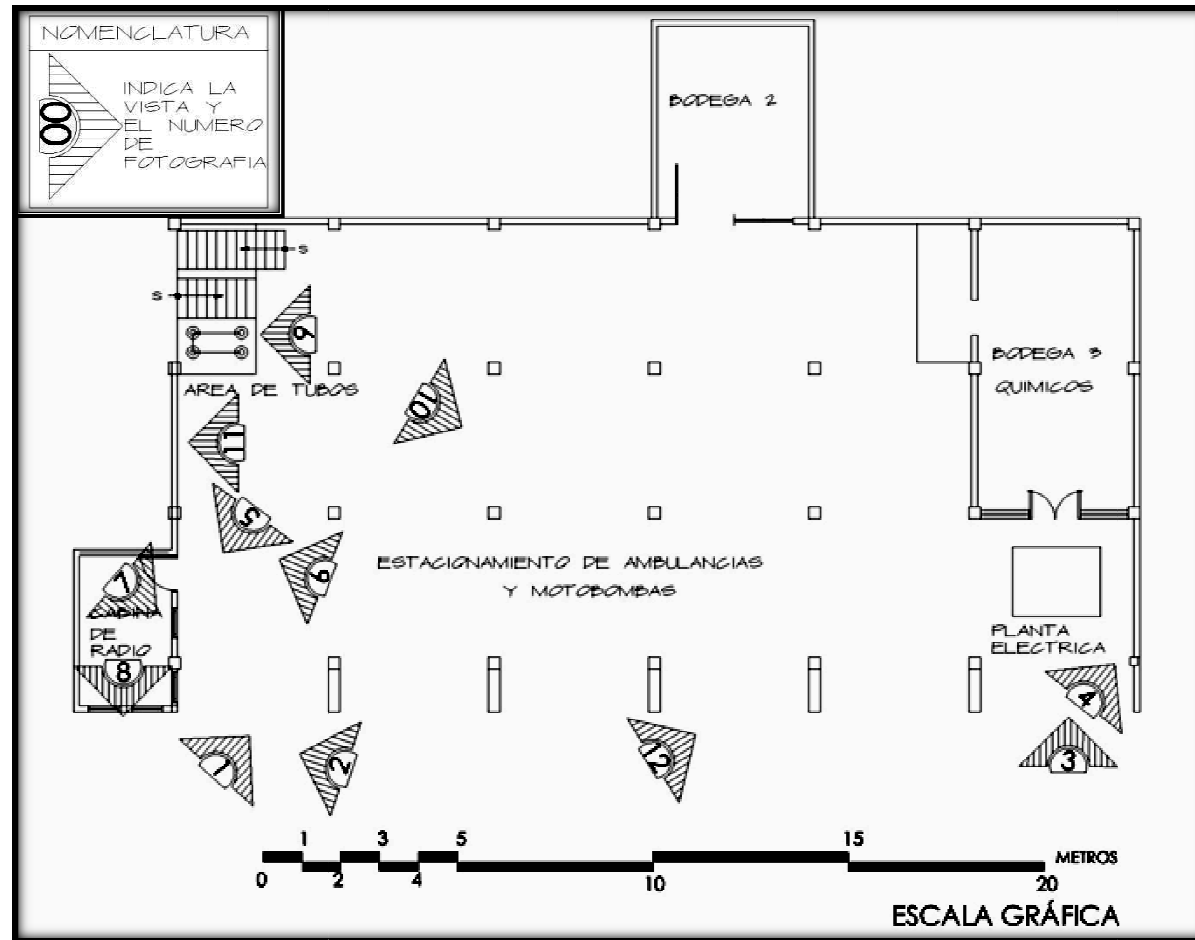 NOMENCLATURA
00
INDICA LA
VISTA Y
EL NUMERO
DE
FOTOGRAFIA
BODEGA 2
S
S
9
AREA DE TUBOS
BODEGA 3
QUIMICOS
10
11
5
6
ESTACIONAMIENTO DE AMBULANCIAS
Y MOTOBOMBAS
7
CABINA
DE
RADIO
8
PLANTA
ELECTRICA
4
1
2
12
3
1 3 5 15
METROS
0 2 4 10 20
ESCALA GRÁFICA